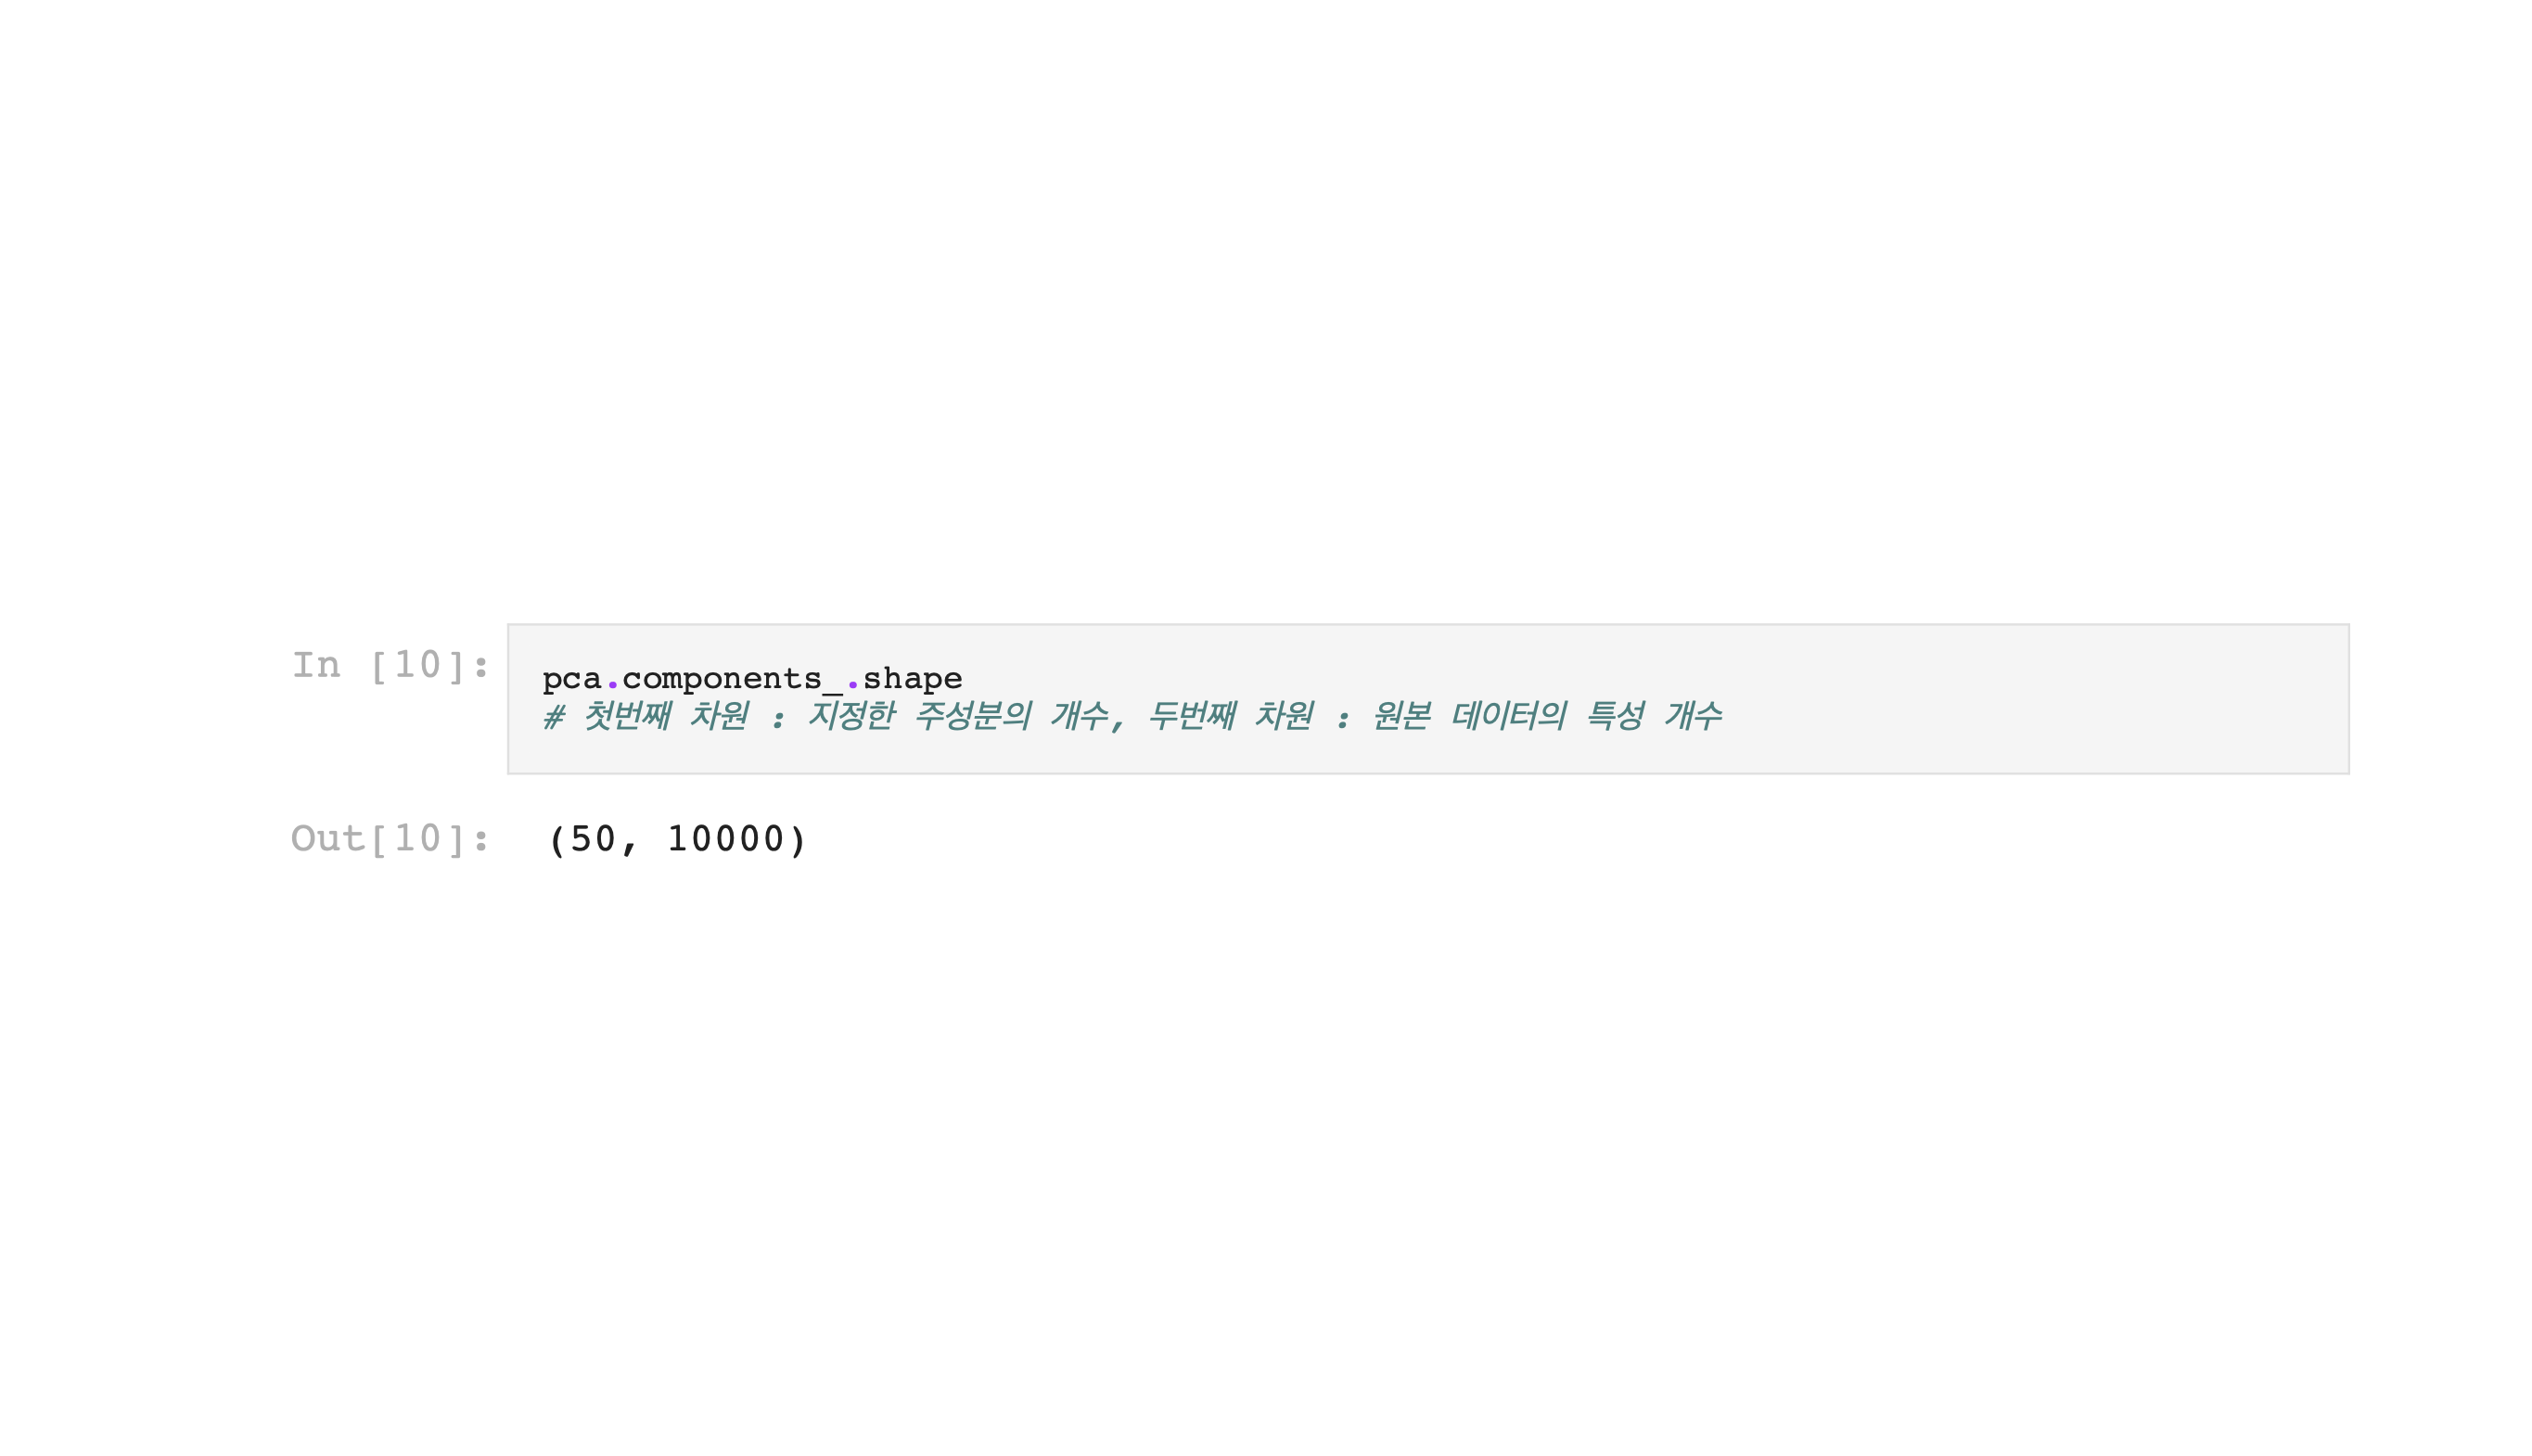 In [10]:
pca.components_.shape
# 첫번째 차원 : 지정한 주성분의 개수, 두번째 차원 : 원본 데이터의 특성 개수
Out[10]: (50, 10000)